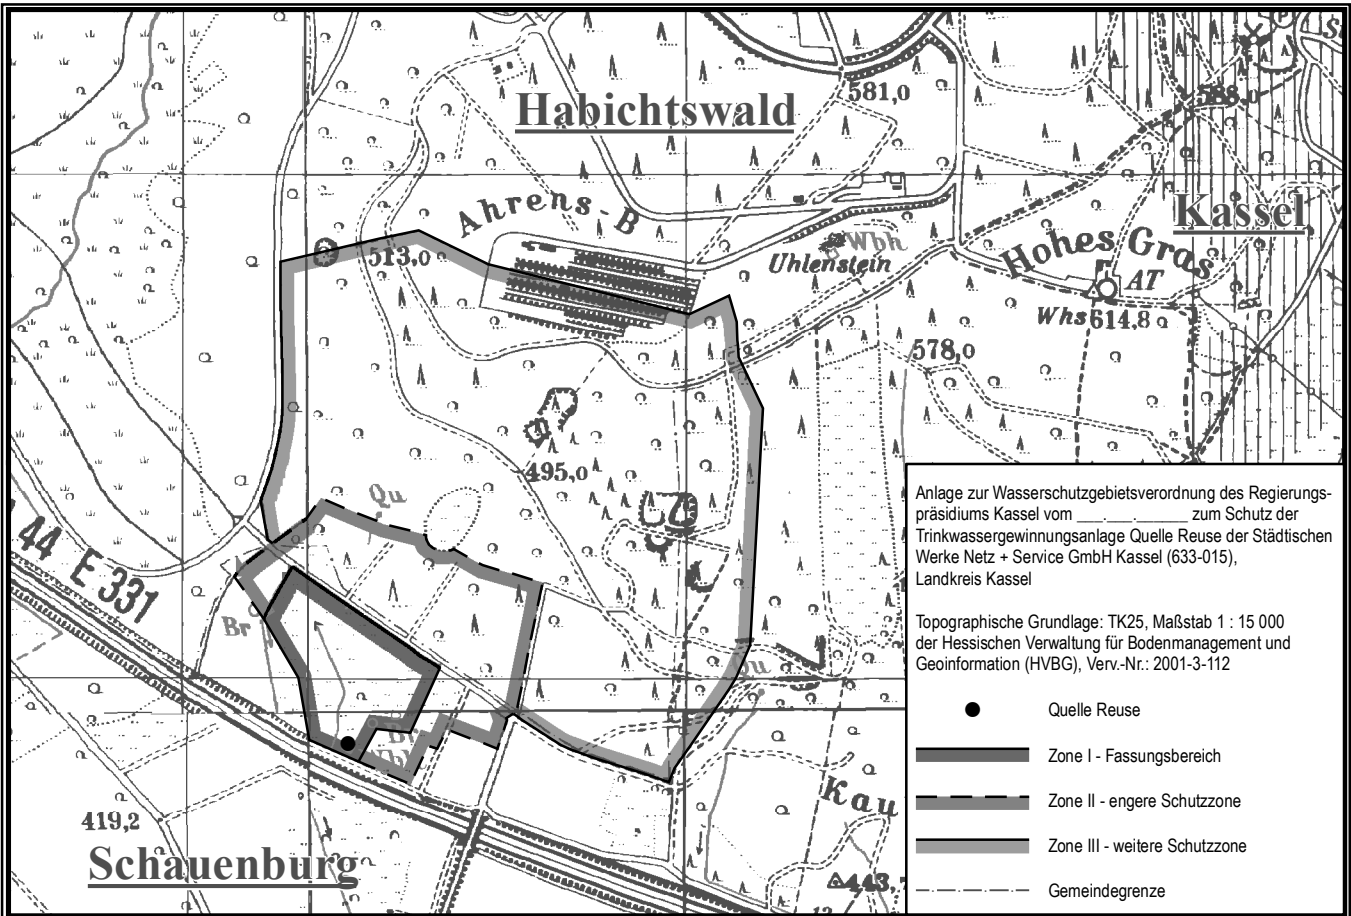 Habichtswald
581,0
588,0
Kassel
Ahrens-B
513,0
Wbh
Uhlenstein
Hohes Gras
AT
Whs 614,8
578,0
495,0
Qu
44 E 331
Br
Qu
Br
Kau
419,2
Schauenburg
443,
Anlage zur Wasserschutzgebietsverordnung des Regierungs-
präsidiums Kassel vom ___.___.______ zum Schutz der
Trinkwassergewinnungsanlage Quelle Reuse der Städtischen
Werke Netz + Service GmbH Kassel (633-015),
Landkreis Kassel
Topographische Grundlage: TK25, Maßstab 1 : 15 000
der Hessischen Verwaltung für Bodenmanagement und
Geoinformation (HVBG), Verv.-Nr.: 2001-3-112
Quelle Reuse
Zone I - Fassungsbereich
Zone II - engere Schutzzone
Zone III - weitere Schutzzone
Gemeindegrenze